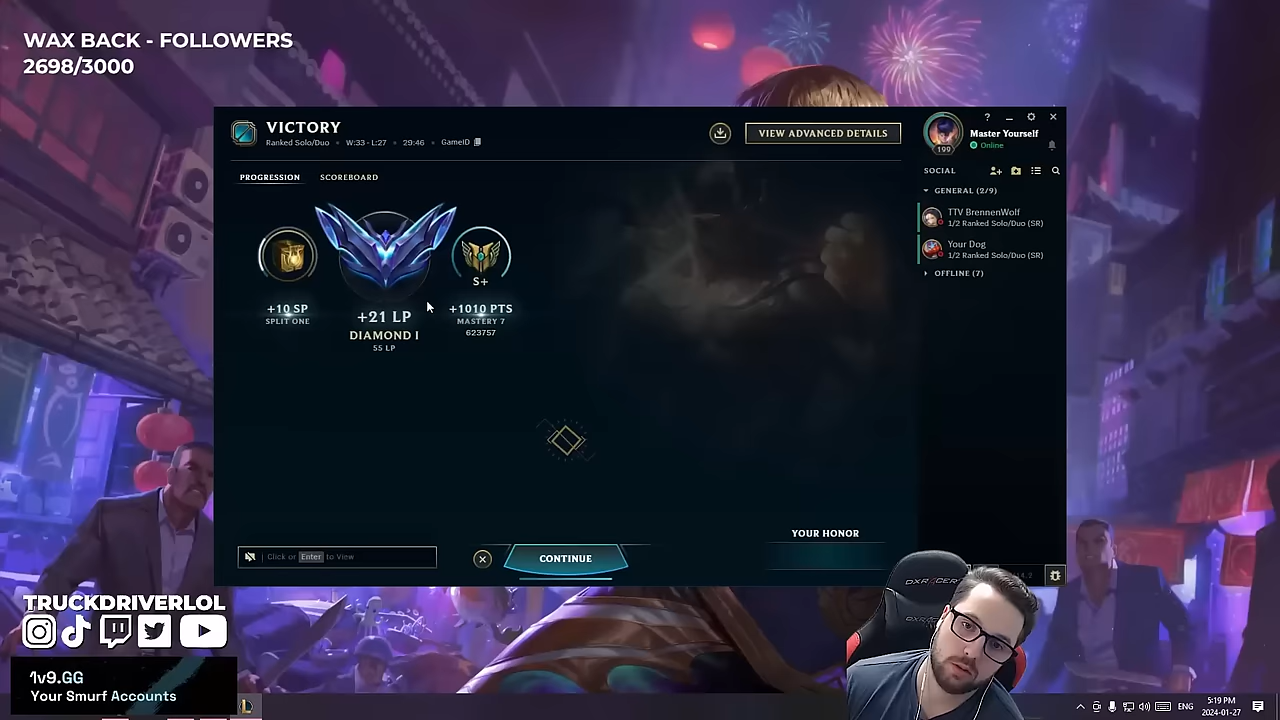 WAX BACK - FOLLOWERS
2698/3000
VICTORY
Ranked Solo/Duo • W:33 - L:27 • 29:46 • GameID
VIEW ADVANCED DETAILS
?
Master Yourself
199
Online
PROGRESSION
SCOREBOARD
SOCIAL
GENERAL (2/9)
TTV BrennenWolf
1/2 Ranked Solo/Duo (SR)
Your Dog
1/2 Ranked Solo/Duo (SR)
OFFLINE (7)
S+
+10 SP
SPLIT ONE
+21 LP
DIAMOND I
55 LP
+1010 PTS
MASTERY 7
623757
YOUR HONOR
Click or Enter to View
CONTINUE
DXRACER
TRUCKDRIVERLOL
1v9.GG
Your Smurf Accounts
ENG
5:19 PM
2024-01-27